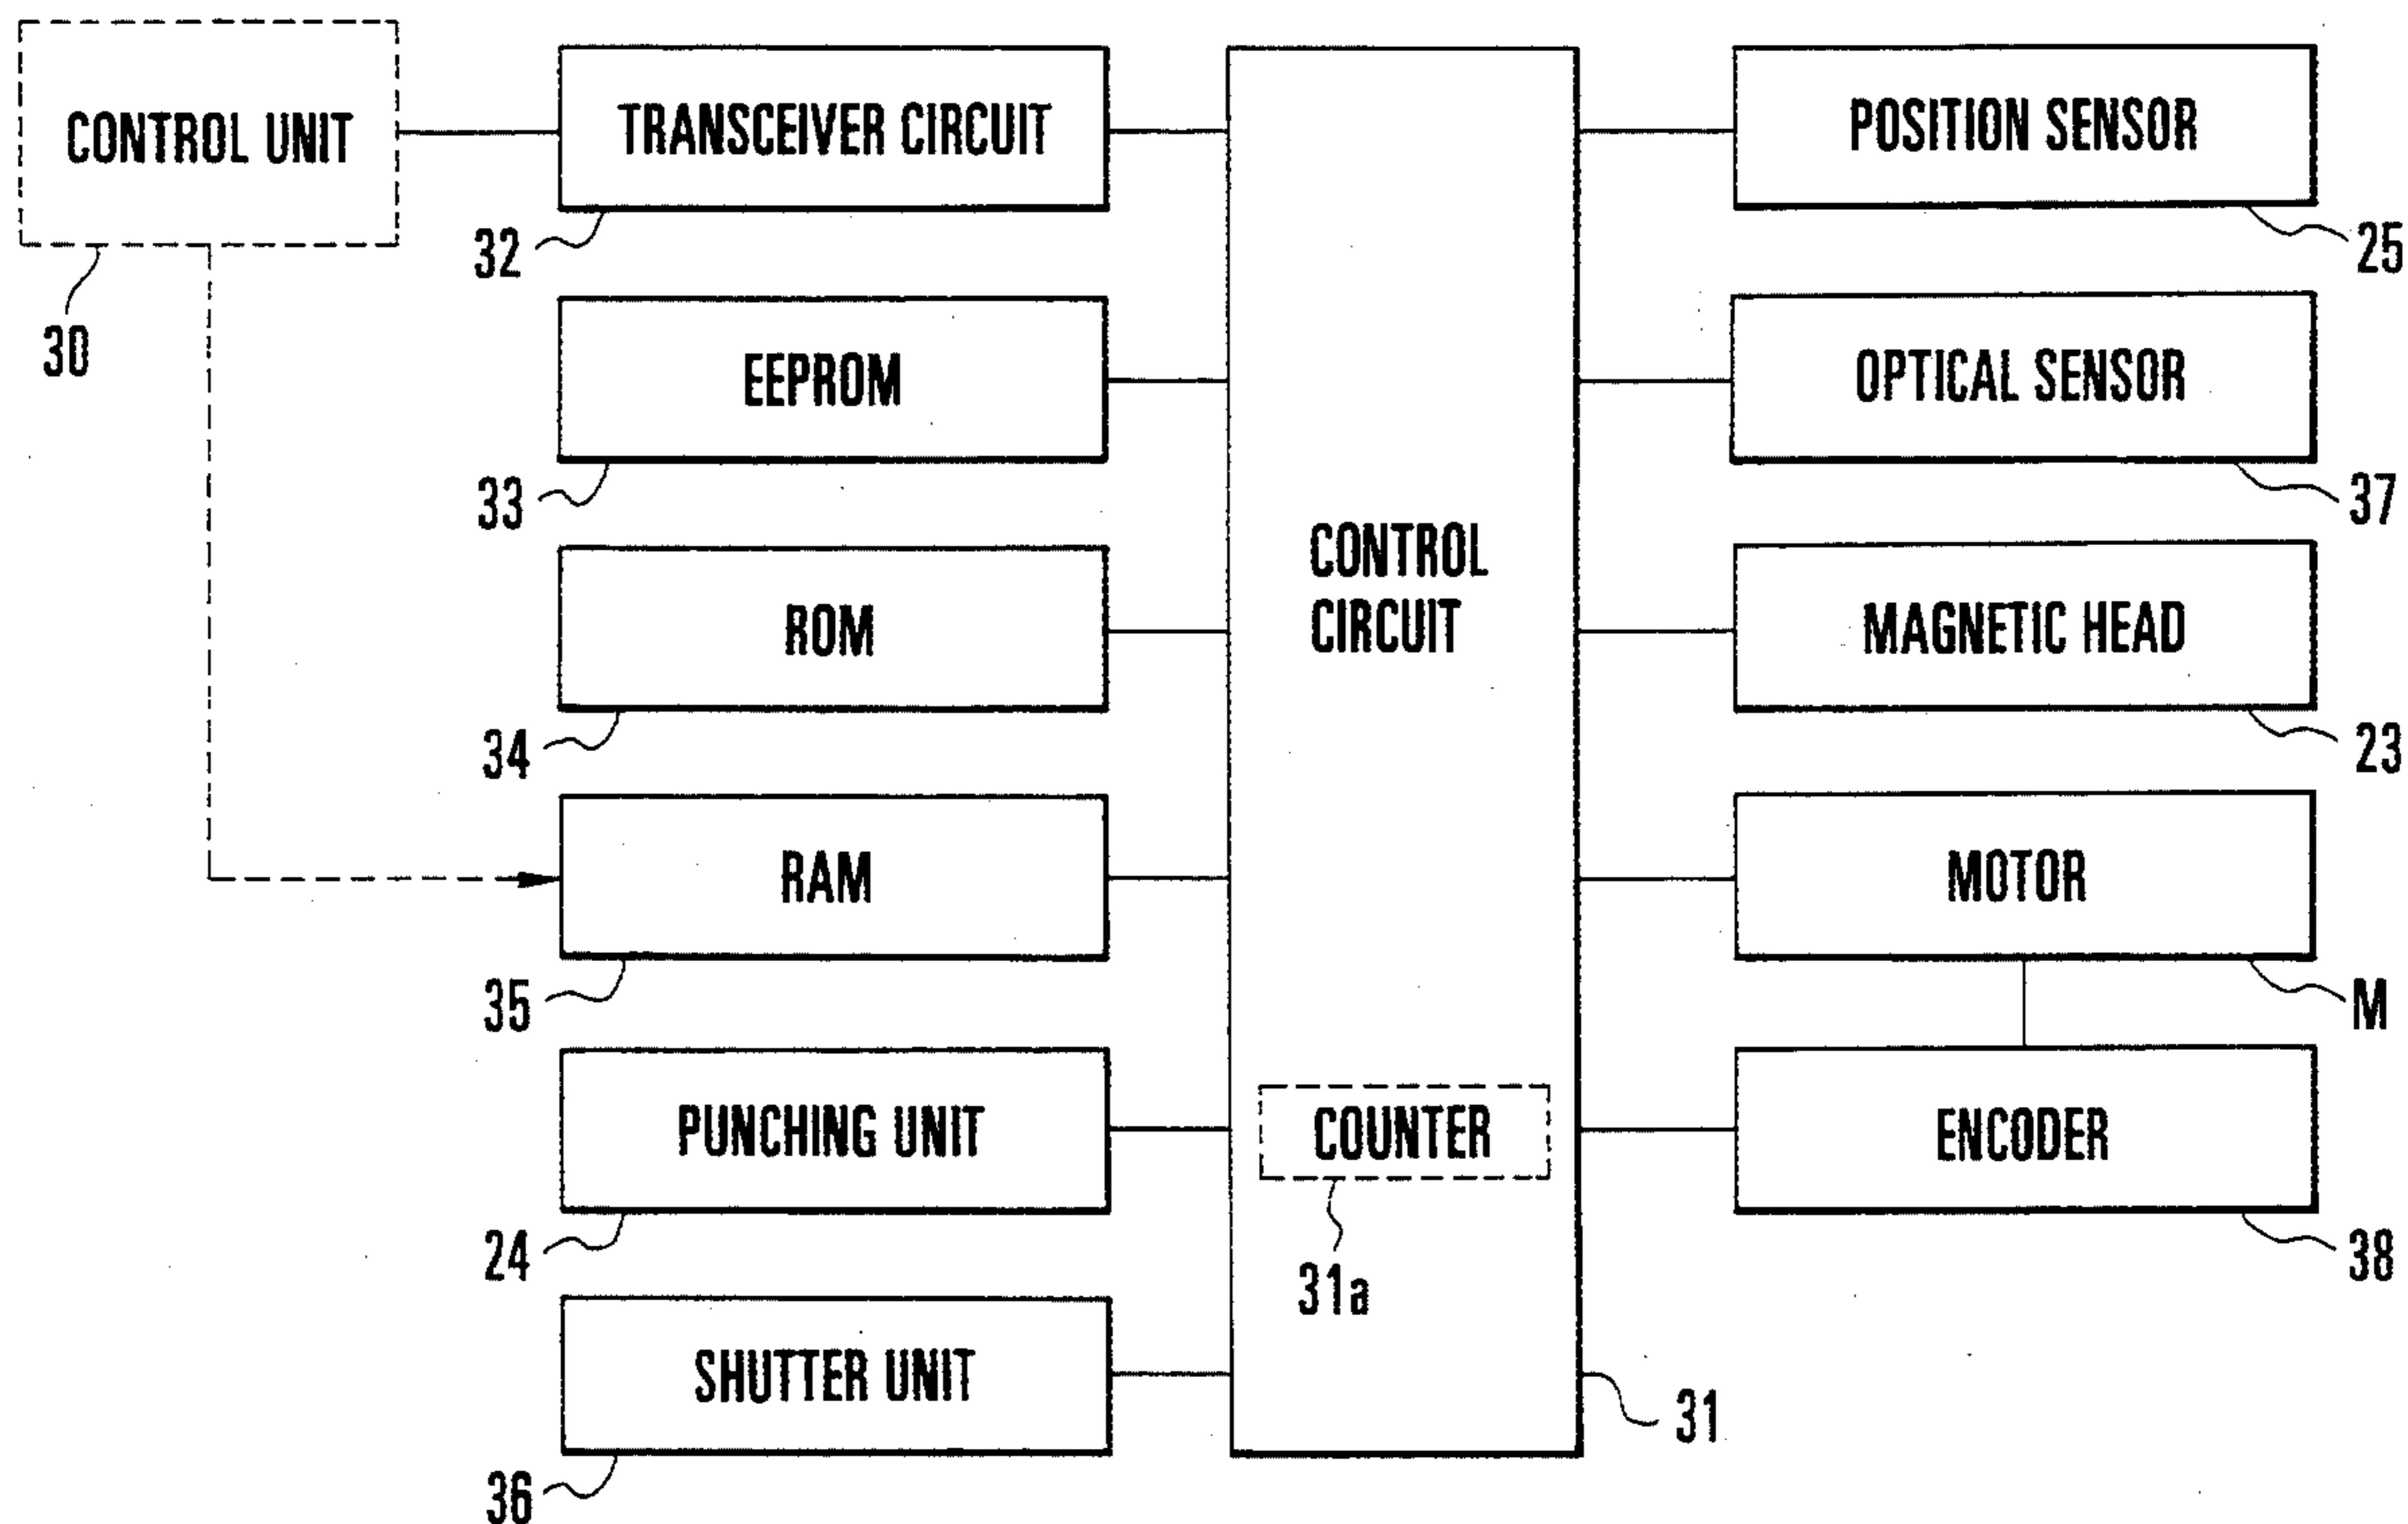 CONTROL UNIT
30
TRANSCEIVER CIRCUIT
32
EEPROM
33
ROM
34
RAM
35
PUNCHING UNIT
24
SHUTTER UNIT
36
CONTROL
CIRCUIT
COUNTER
31a
31
POSITION SENSOR
25
OPTICAL SENSOR
37
MAGNETIC HEAD
23
MOTOR
M
ENCODER
38